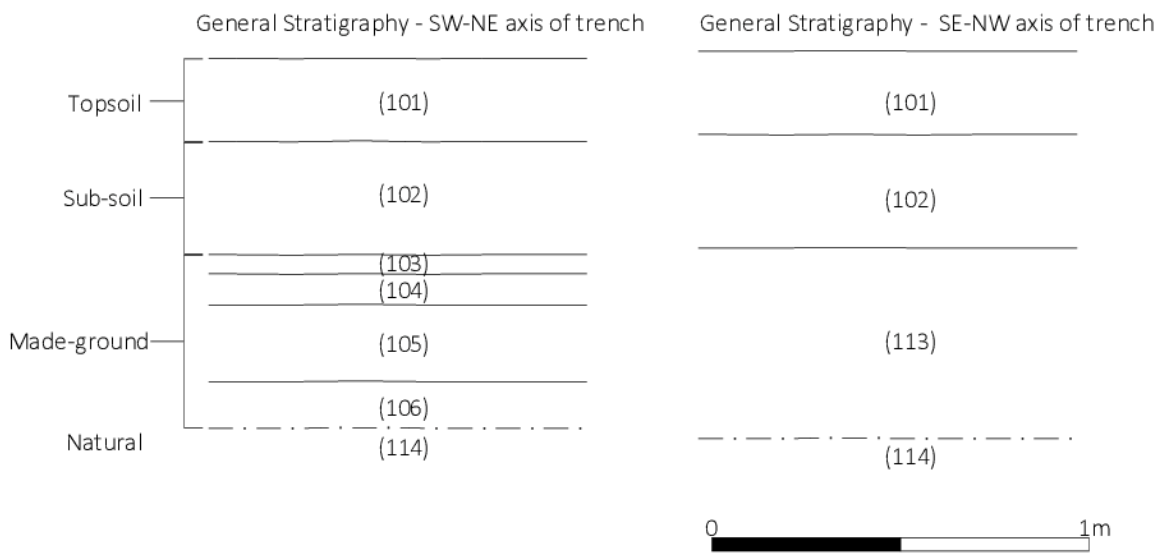 General Stratigraphy - SW-NE axis of trench
General Stratigraphy - SE-NW axis of trench
Topsoil
(101)
(101)
Sub-soil
(102)
(102)
(103)
(104)
Made-ground
(105)
(113)
(106)
Natural
(114)
(114)
0
1m